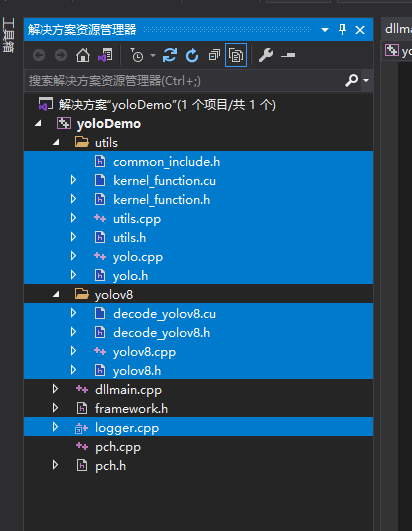 工具箱
解决方案资源管理器
dllmain
搜索解决方案资源管理器(Ctrl+;)
解决方案"yoloDemo"(1 个项目/共 1 个)
yoloDemo
utils
common_include.h
kernel_function.cu
kernel_function.h
utils.cpp
utils.h
yolo.cpp
yolo.h
yolov8
decode_yolov8.cu
decode_yolov8.h
yolov8.cpp
yolov8.h
dllmain.cpp
framework.h
logger.cpp
pch.cpp
pch.h